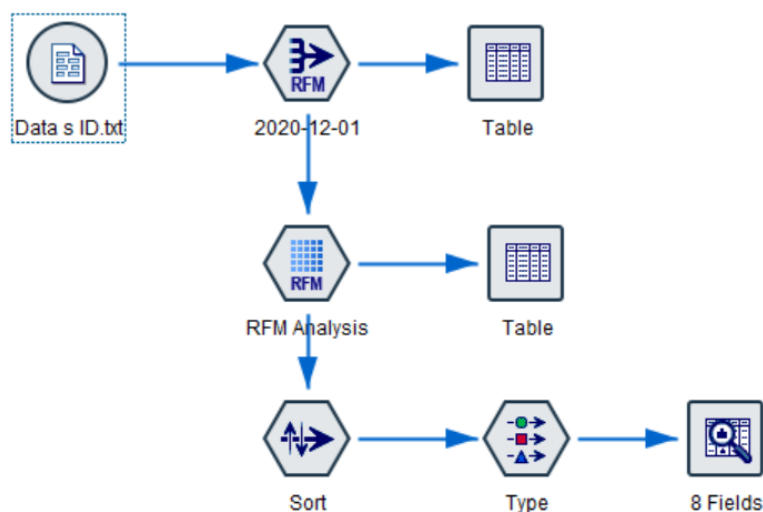 RFM
Data s ID.txt
2020-12-01
Table
RFM
RFM Analysis
Table
Sort
Type
8 Fields